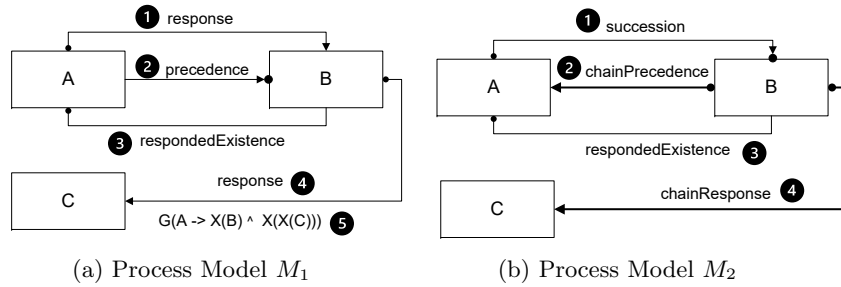 1 response
A
2 precedence
B
3 respondedExistence
response 4
C
G(A -> X(B) ^ X(X(C))) 5
(a) Process Model M1
1 succession
2 chainPrecedence
A
B
respondedExistence 3
chainResponse 4
C
(b) Process Model M2